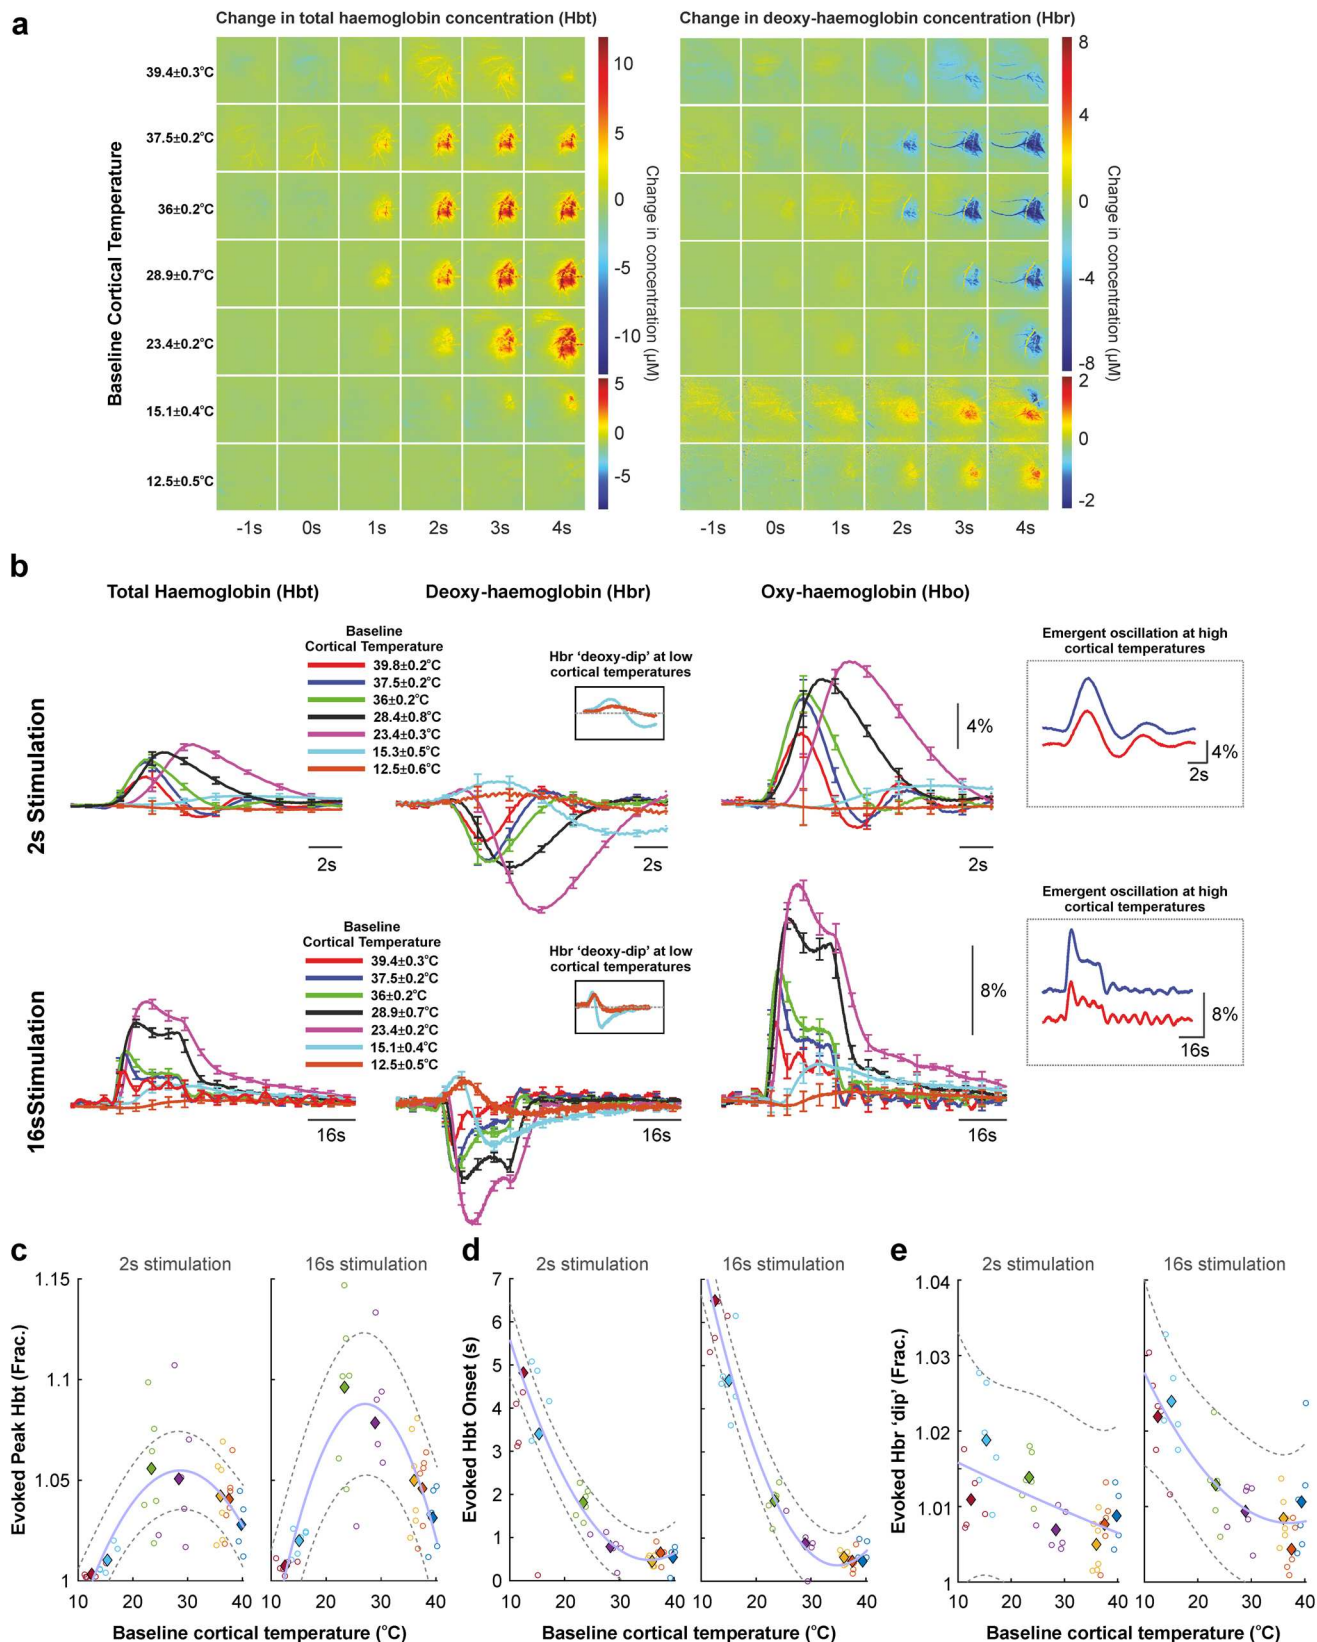 a
Change in total haemoglobin concentration (Hbt)
Change in deoxy-haemoglobin concentration (Hbr)
Baseline Cortical Temperature
39.4±0.3°C
37.5±0.2°C
36±0.2°C
28.9±0.7°C
23.4±0.2°C
15.1±0.4°C
12.5±0.5°C
10
5
0
-5
-10
5
0
-5
Change in concentration (µM)
8
4
0
-4
-8
2
0
-2
Change in concentration (µM)
-1s 0s 1s 2s 3s 4s
-1s 0s 1s 2s 3s 4s
b
Total Haemoglobin (Hbt)
Deoxy-haemoglobin (Hbr)
Oxy-haemoglobin (Hbo)
2s Stimulation
Baseline
Cortical Temperature
39.8±0.2°C
37.5±0.2°C
36±0.2°C
28.4±0.8°C
23.4±0.3°C
15.3±0.5°C
12.5±0.6°C
Hbr ‘deoxy-dip’ at low
cortical temperatures
4%
Emergent oscillation at high
cortical temperatures
4%
2s
2s
2s
2s
16sStimulation
Baseline
Cortical Temperature
39.4±0.3°C
37.5±0.2°C
36±0.2°C
28.9±0.7°C
23.4±0.2°C
15.1±0.4°C
12.5±0.5°C
Hbr ‘deoxy-dip’ at low
cortical temperatures
8%
Emergent oscillation at high
cortical temperatures
8%
16s
16s
16s
16s
c
2s stimulation
16s stimulation
Evoked Peak Hbt (Frac.)
1.15
1.1
1.05
1
10 20 30 40
10 20 30 40
Baseline cortical temperature (°C)
d
2s stimulation
16s stimulation
Evoked Hbt Onset (s)
7
6
5
4
3
2
1
0
10 20 30 40
10 20 30 40
Baseline cortical temperature (°C)
e
2s stimulation
16s stimulation
Evoked Hbr ‘dip’ (Frac.)
1.04
1.03
1.02
1.01
1
10 20 30 40
10 20 30 40
Baseline cortical temperature (°C)